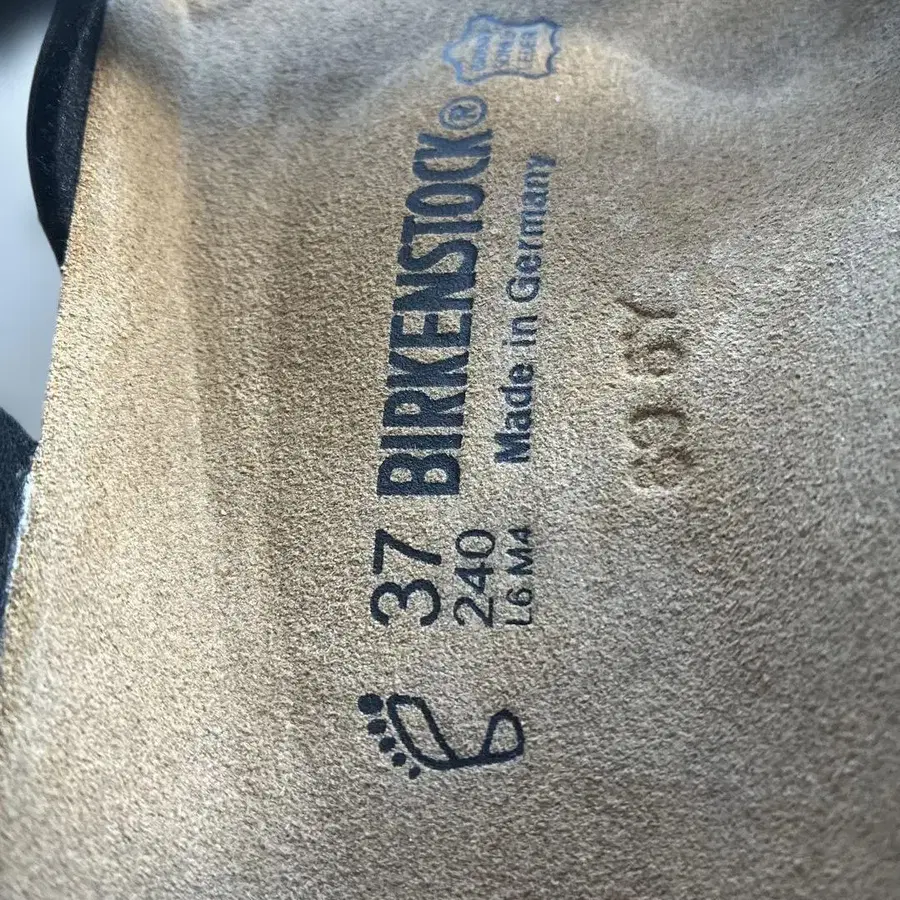 BIRKENSTOCK®
Made in Germany
37
240
L6 M4